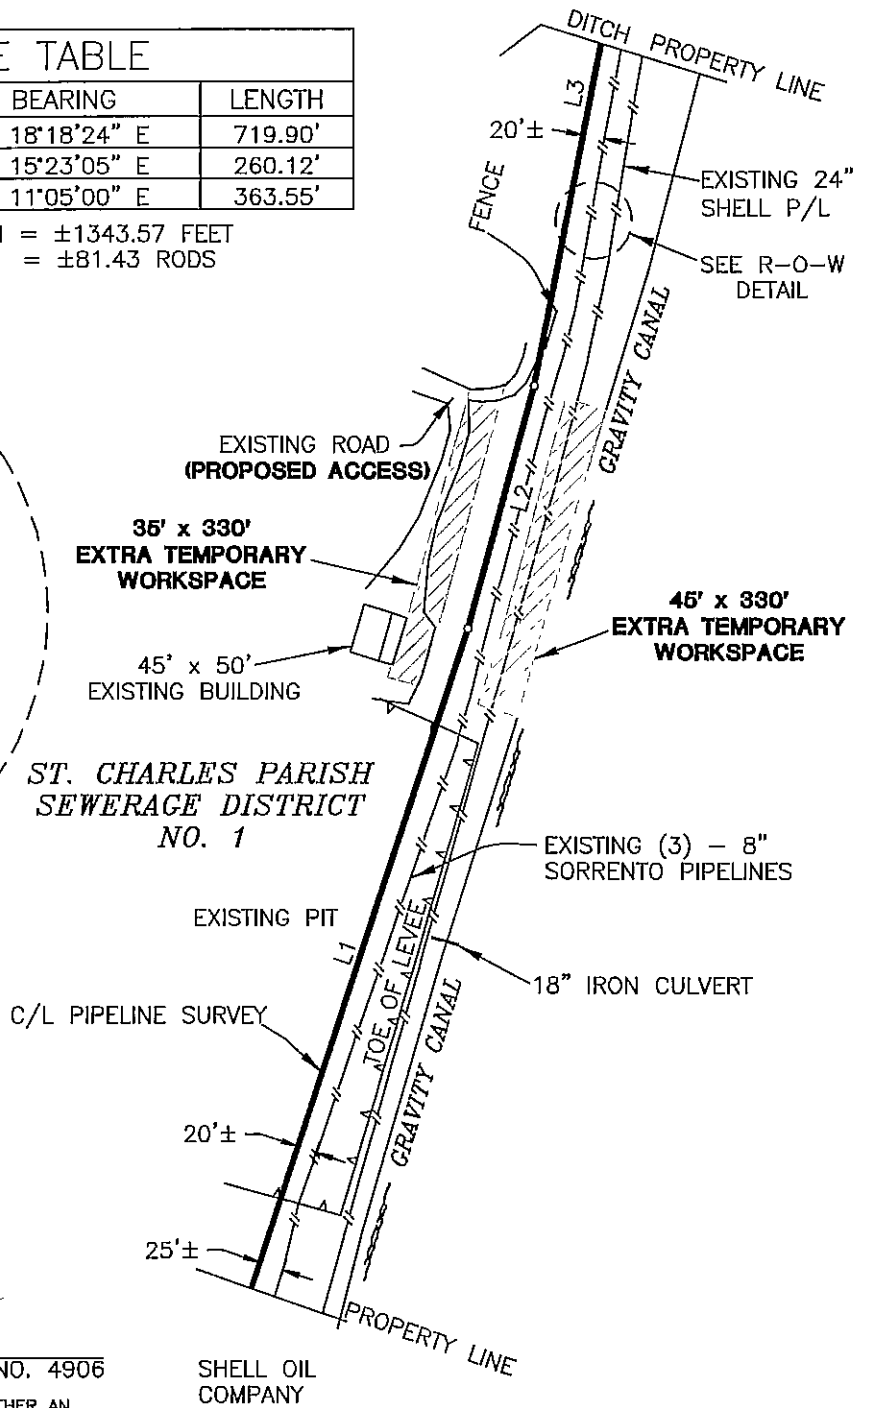 E TABLE
BEARING LENGTH
18°18'24" E 719.90'
15°23'05" E 260.12'
11°05'00" E 363.55'
= ±1343.57 FEET
= ±81.43 RODS
DITCH PROPERTY LINE
L3
20'±
FENCE
EXISTING 24"
SHELL P/L
SEE R-O-W
DETAIL
GRAVITY CANAL
EXISTING ROAD
(PROPOSED ACCESS)
L2
35' x 330'
EXTRA TEMPORARY
WORKSPACE
45' x 330'
EXTRA TEMPORARY
WORKSPACE
45' x 50'
EXISTING BUILDING
ST. CHARLES PARISH
SEWERAGE DISTRICT
NO. 1
EXISTING (3) - 8"
SORRENTO PIPELINES
EXISTING PIT
L1
TOE OF LEVEE
18" IRON CULVERT
C/L PIPELINE SURVEY
GRAVITY CANAL
20'±
25'±
PROPERTY LINE
NO. 4906
SHELL OIL
COMPANY
THER AN